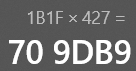 1B1F × 427 =
70 9DB9